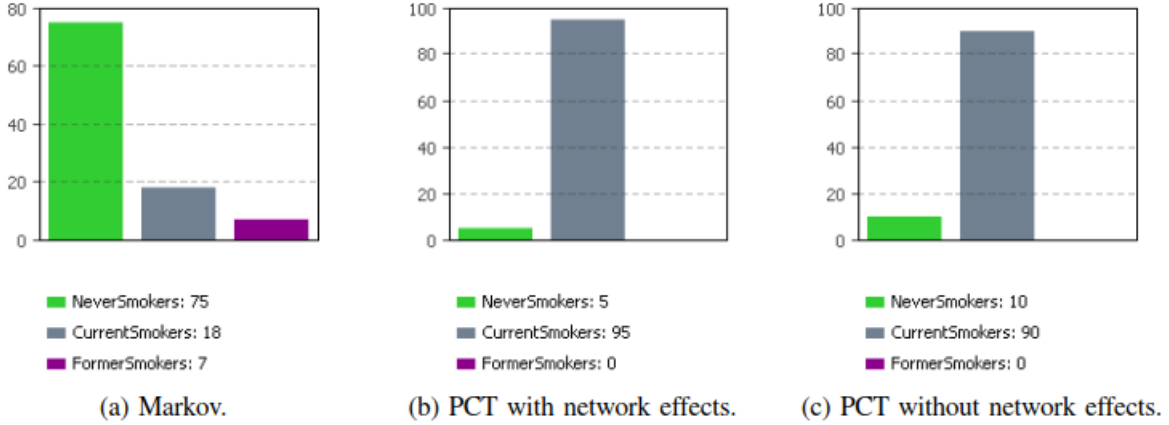 80
60
40
20
0
NeverSmokers: 75
CurrentSmokers: 18
FormerSmokers: 7
(a) Markov.
100
80
60
40
20
0
NeverSmokers: 5
CurrentSmokers: 95
FormerSmokers: 0
(b) PCT with network effects.
100
80
60
40
20
0
NeverSmokers: 10
CurrentSmokers: 90
FormerSmokers: 0
(c) PCT without network effects.